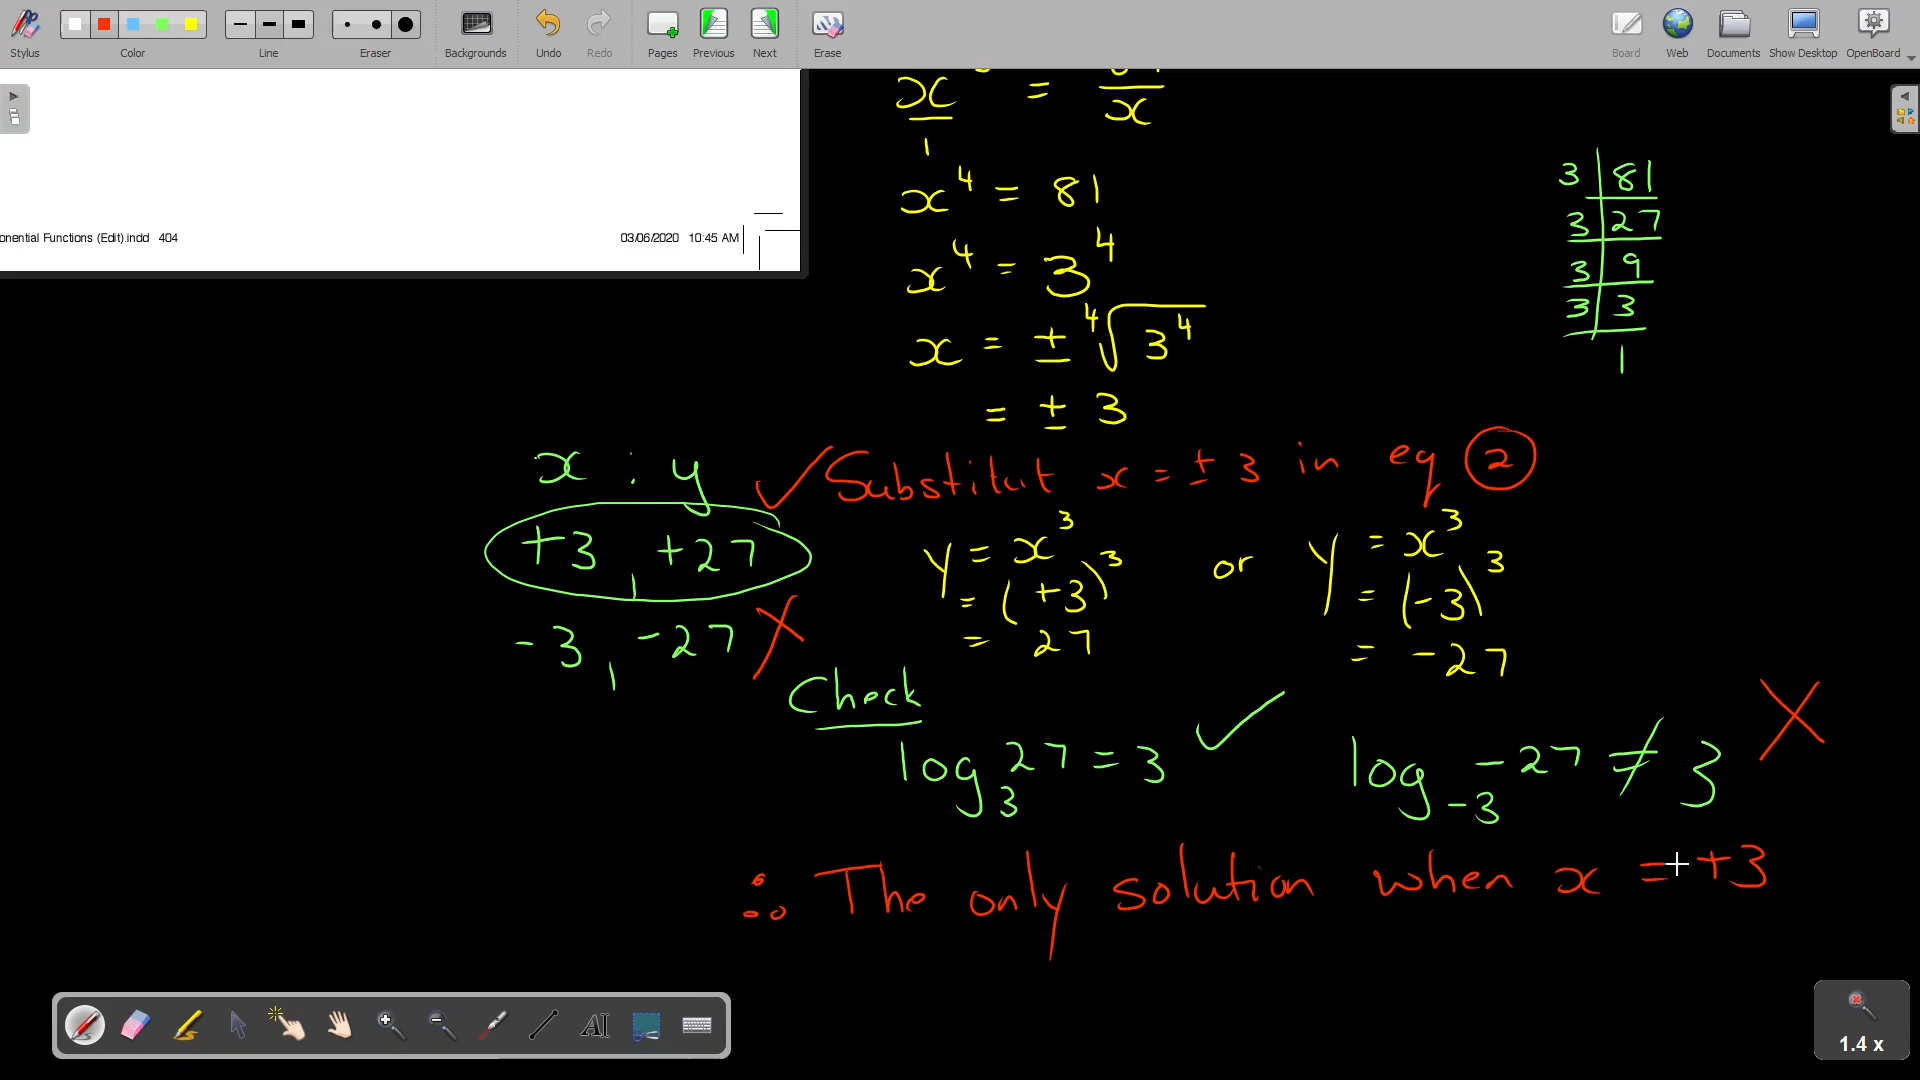 Stylus Color Line Eraser Backgrounds Undo Redo Pages Previous Next Erase Board Web Documents Show Desktop OpenBoard
onential Functions (Edit).indd 404 03/06/2020 10:45 AM
x/1 = /x
x⁴ = 81
x⁴ = 3⁴
x = ± ⁴√3⁴
= ± 3
3 | 81
3 | 27
3 | 9
3 | 3
1
x : y
+3 , +27
-3 , -27 X
✓ Substitut x = ± 3 in eq ②
y = x³ or y = x³
= (+3)³ = (-3)³
= 27 = -27
Check
log₃ 27 = 3 ✓ log₋₃ -27 ≠ 3 X
∴ The only solution when x = +3
AI
1.4 x